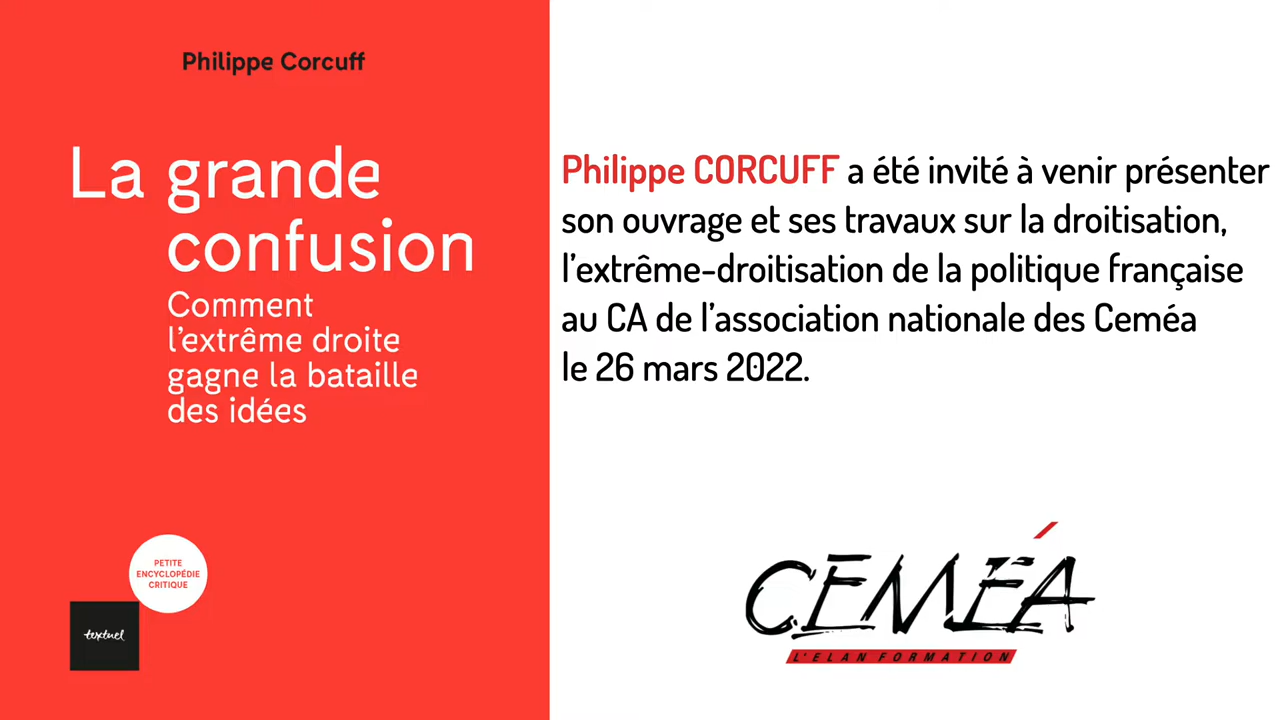 Philippe Corcuff
La grande
confusion
Comment
l'extrême droite
gagne la bataille
des idées
PETITE
ENCYCLOPÉDIE
CRITIQUE
textuel
Philippe CORCUFF a été invité à venir présenter
son ouvrage et ses travaux sur la droitisation,
l'extrême-droitisation de la politique française
au CA de l'association nationale des Ceméa
le 26 mars 2022.
CEMÉA
L'ELAN FORMATION